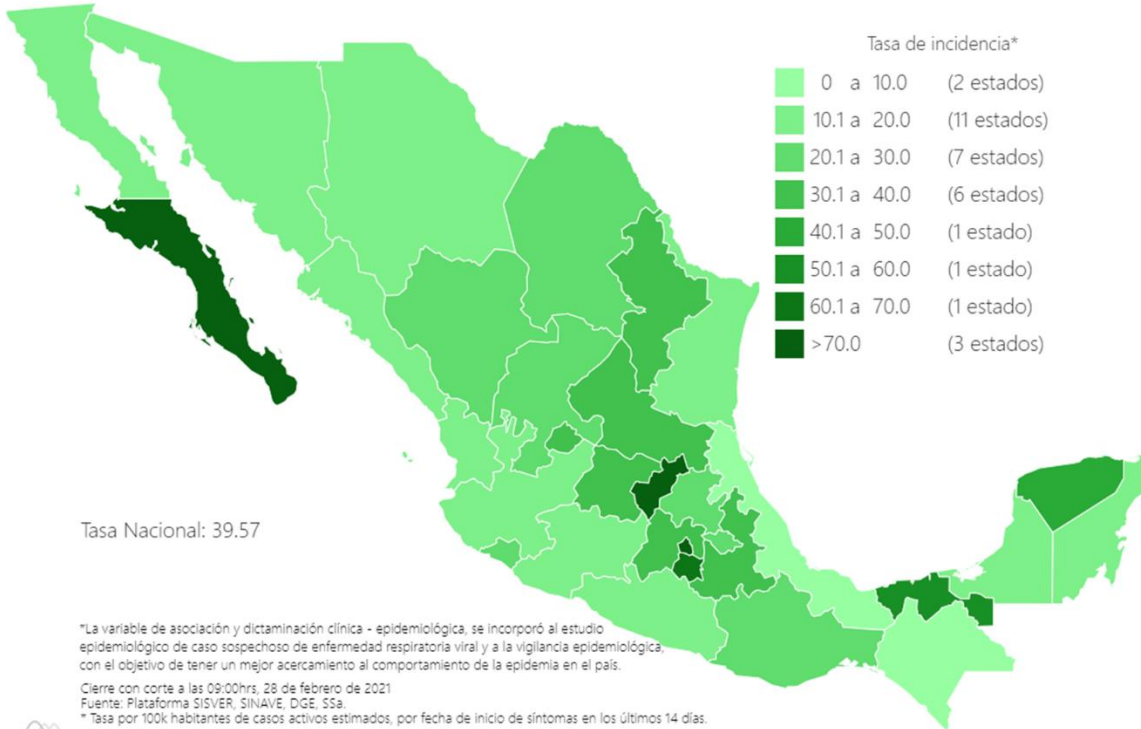 Tasa de incidencia*
0 a 10.0 (2 estados)
10.1 a 20.0 (11 estados)
20.1 a 30.0 (7 estados)
30.1 a 40.0 (6 estados)
40.1 a 50.0 (1 estado)
50.1 a 60.0 (1 estado)
60.1 a 70.0 (1 estado)
>70.0 (3 estados)
Tasa Nacional: 39.57
*La variable de asociación y dictaminación clínica - epidemiológica, se incorporó al estudio
epidemiológico de caso sospechoso de enfermedad respiratoria viral y a la vigilancia epidemiológica,
con el objetivo de tener un mejor acercamiento al comportamiento de la epidemia en el país.
Cierre con corte a las 09:00hrs, 28 de febrero de 2021
Fuente: Plataforma SISVER, SINAVE, DGE, SSa.
* Tasa por 100k habitantes de casos activos estimados, por fecha de inicio de síntomas en los últimos 14 días.